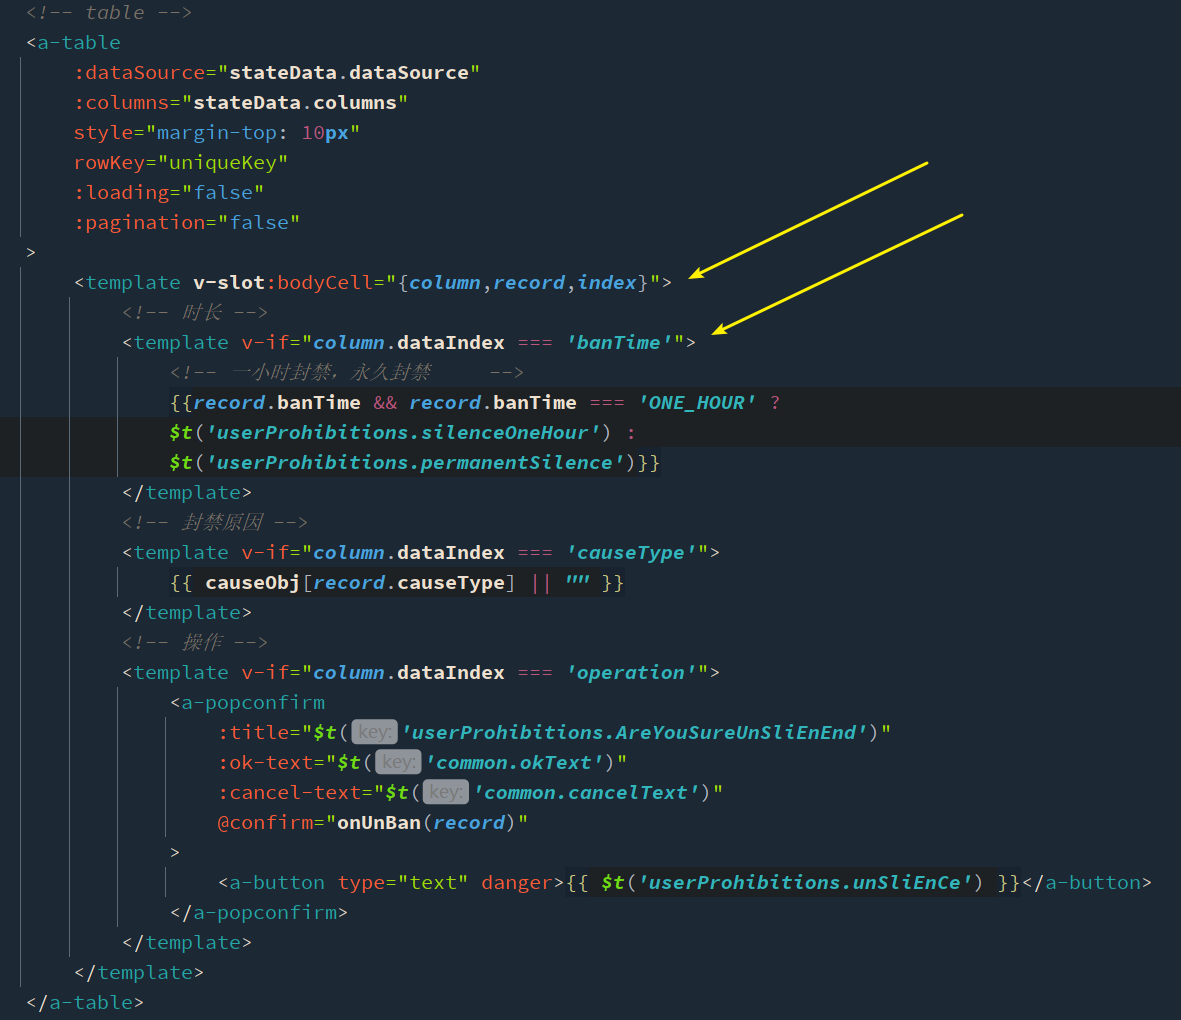 <!-- table -->
<a-table
:dataSource="stateData.dataSource"
:columns="stateData.columns"
style="margin-top: 10px"
rowKey="uniqueKey"
:loading="false"
:pagination="false"
>
<template v-slot:bodyCell="{column,record,index}">
<!-- 时长 -->
<template v-if="column.dataIndex === 'banTime'">
<!-- 一小时封禁，永久封禁     -->
{{record.banTime && record.banTime === 'ONE_HOUR' ?
$t('userProhibitions.silenceOneHour') :
$t('userProhibitions.permanentSilence')}}
</template>
<!-- 封禁原因 -->
<template v-if="column.dataIndex === 'causeType'">
{{ causeObj[record.causeType] || "" }}
</template>
<!-- 操作 -->
<template v-if="column.dataIndex === 'operation'">
<a-popconfirm
:title="$t( key: 'userProhibitions.AreYouSureUnSliEnEnd')"
:ok-text="$t( key: 'common.okText')"
:cancel-text="$t( key: 'common.cancelText')"
@confirm="onUnBan(record)"
>
<a-button type="text" danger>{{ $t('userProhibitions.unSliEnCe') }}</a-button>
</a-popconfirm>
</template>
</template>
</a-table>